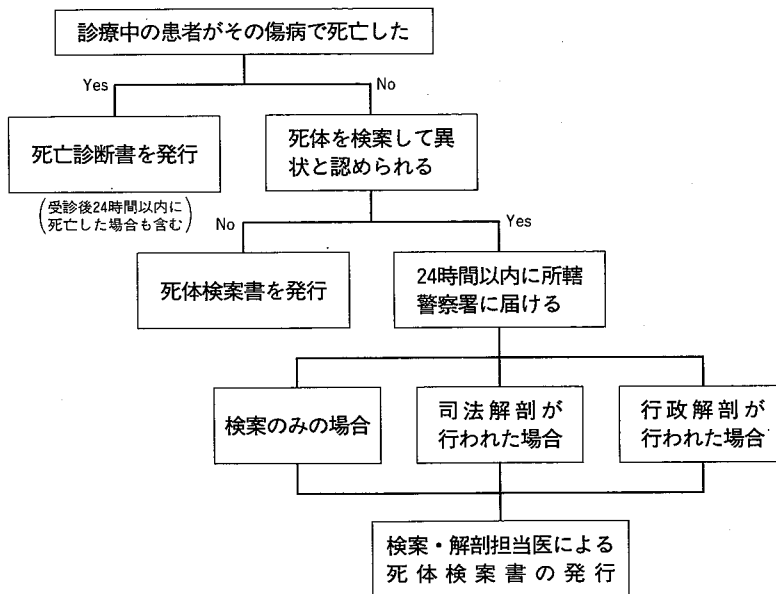 診療中の患者がその傷病で死亡した
Yes
No
死亡診断書を発行
(受診後24時間以内に
死亡した場合も含む)
死体を検案して異
状と認められる
No
Yes
死体検案書を発行
24時間以内に所轄
警察署に届ける
検案のみの場合
司法解剖が
行われた場合
行政解剖が
行われた場合
検案・解剖担当医による
死体検案書の発行